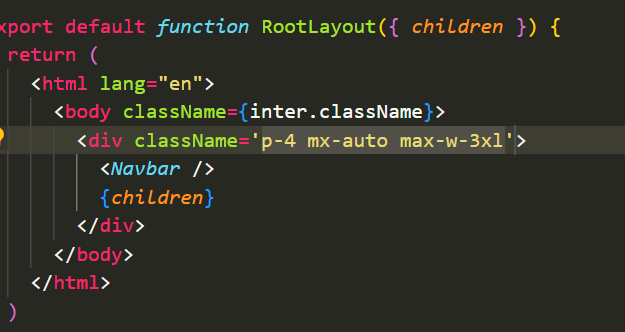 xport default function RootLayout({ children }) {
return (
<html lang="en">
<body className={inter.className}>
<div className='p-4 mx-auto max-w-3xl'>
<Navbar />
{children}
</div>
</body>
</html>
)